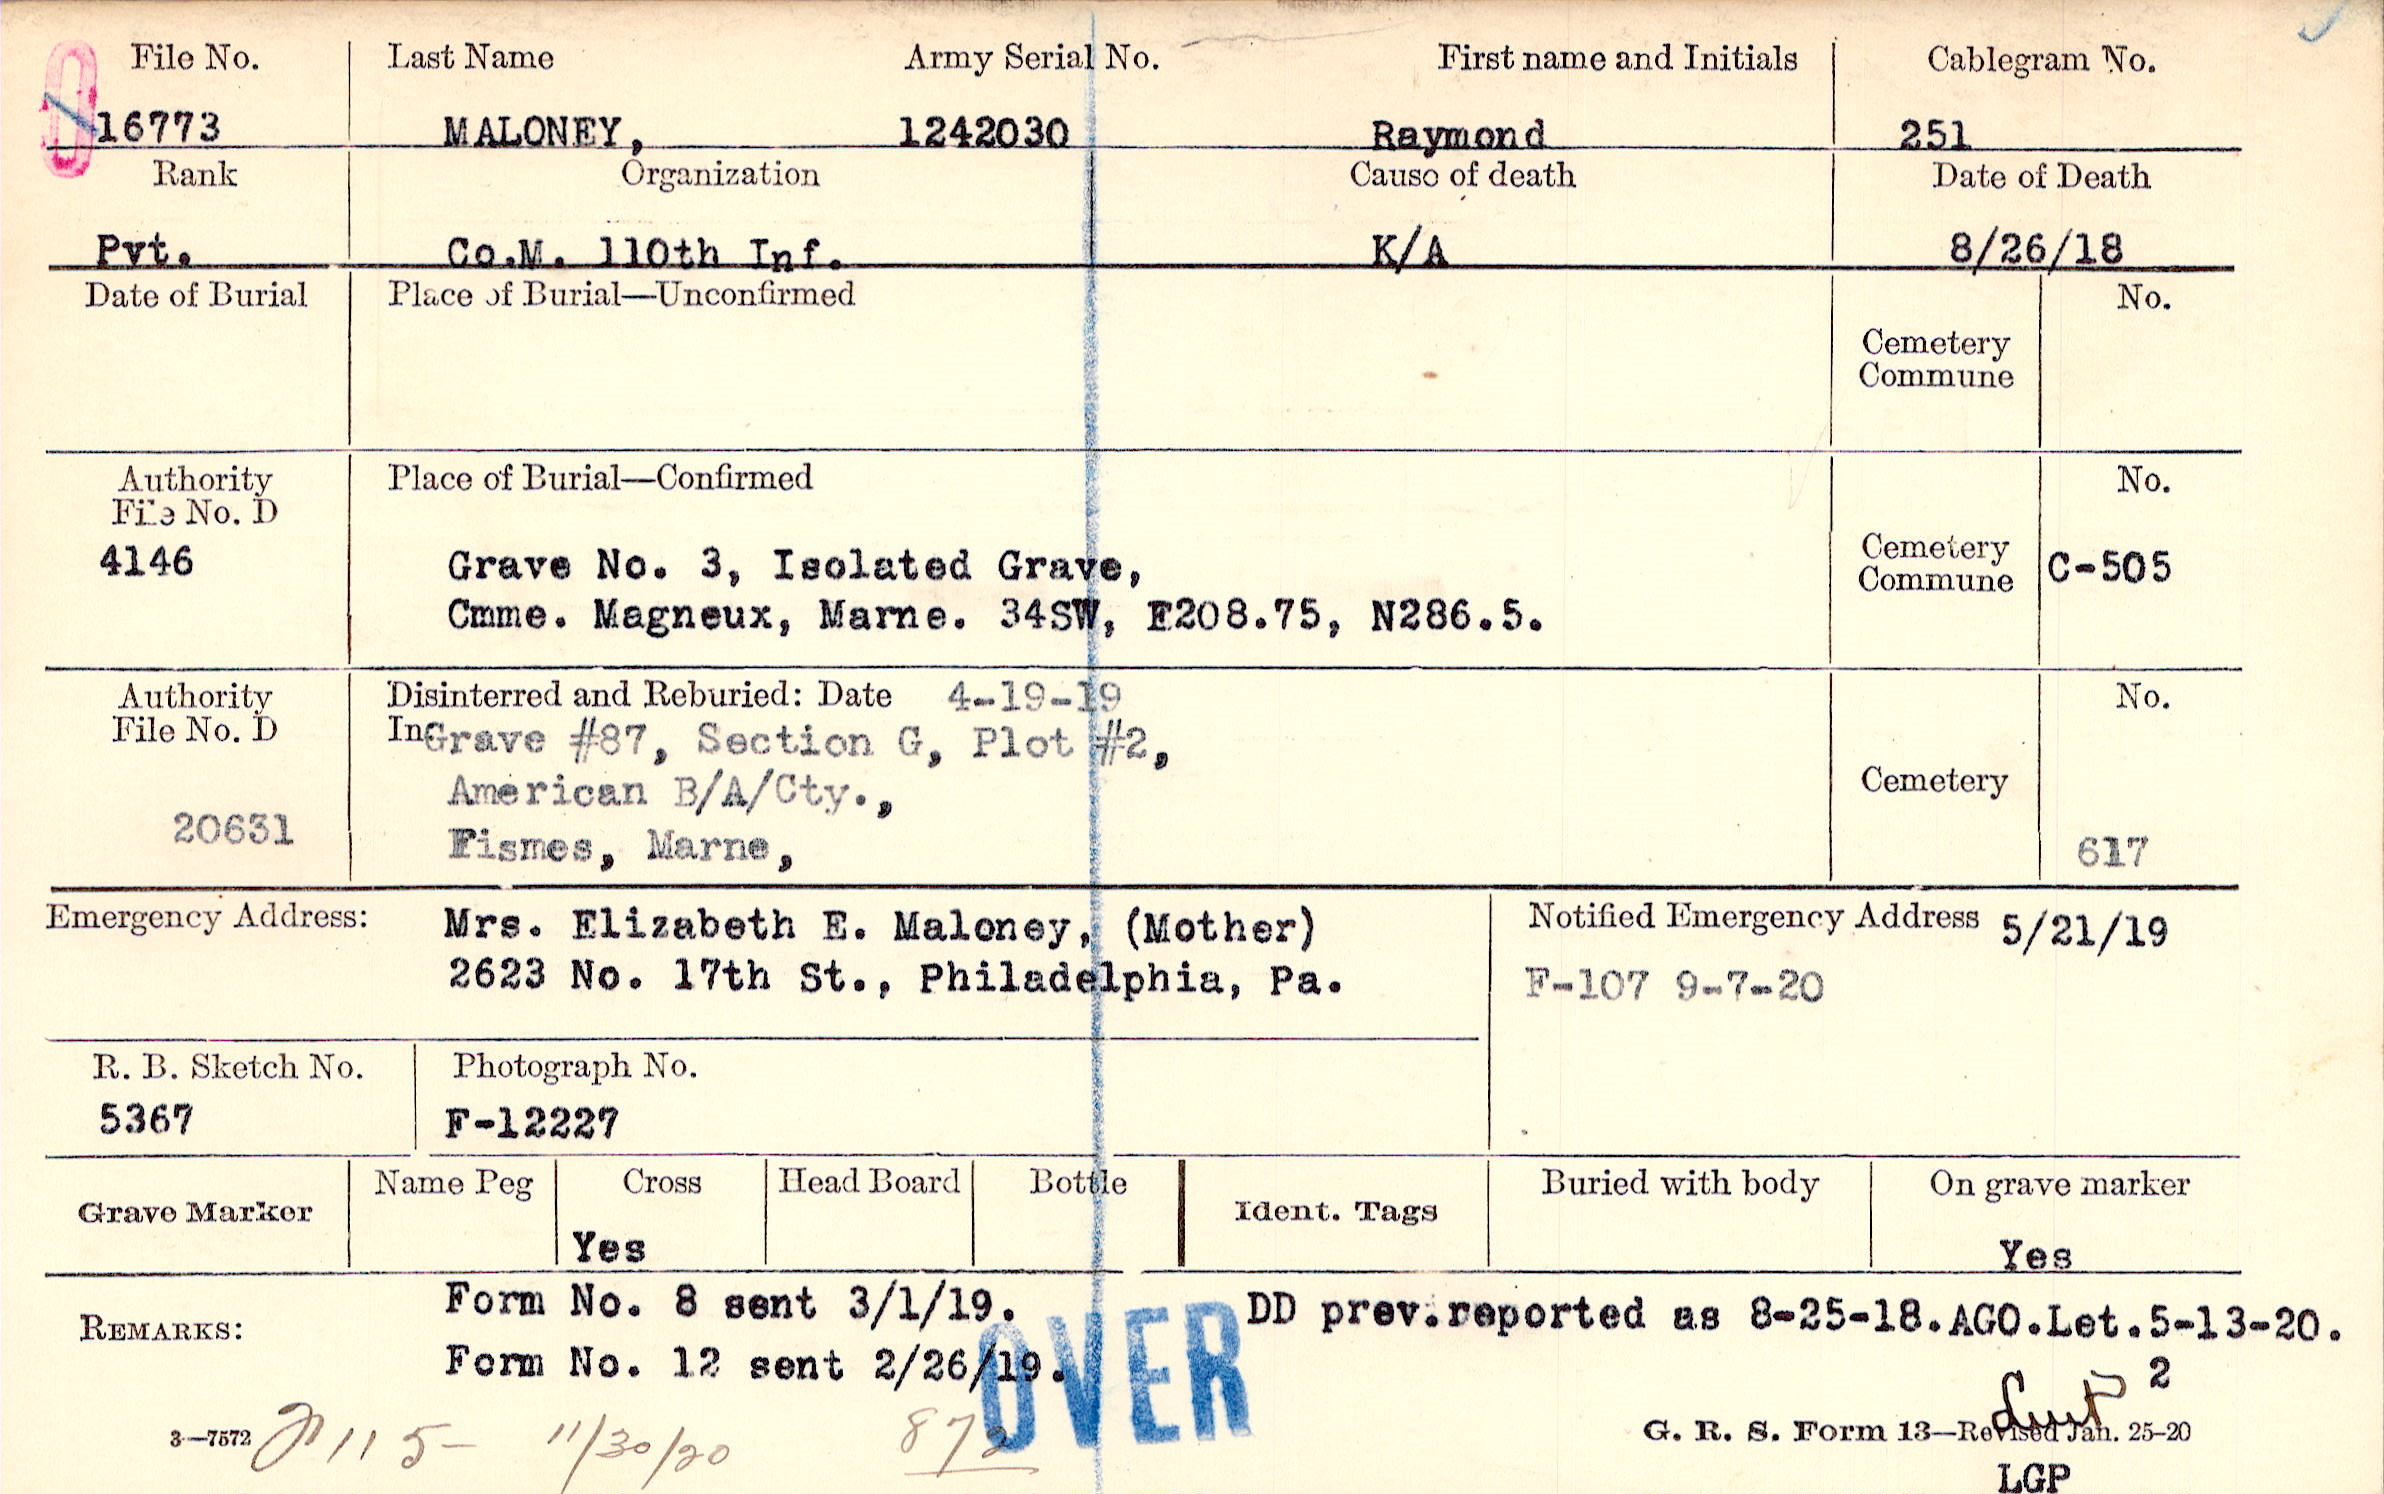 File No. Last Name Army Serial No. First name and Initials Cablegram No.
16773 MALONEY, 1242030 Raymond 251
Rank Organization Cause of death Date of Death
Pvt. Co.M. 110th Inf. K/A 8/26/18
Date of Burial Place of Burial—Unconfirmed No.
Cemetery
Commune
Authority Place of Burial—Confirmed No.
File No. D
4146 Grave No. 3, Isolated Grave, Cemetery C-505
Commune
Cmme. Magneux, Marne. 34SW, E208.75, N286.5.
Authority Disinterred and Reburied: Date 4-19-19 No.
File No. D In Grave #87, Section G, Plot #2,
American B/A/Cty., Cemetery
20631 Fismes, Marne, 617
Emergency Address: Mrs. Elizabeth E. Maloney, (Mother) Notified Emergency Address 5/21/19
2623 No. 17th St., Philadelphia, Pa. F-107 9-7-20
R. B. Sketch No. Photograph No.
5367 F-12227
Grave Marker Name Peg Cross Head Board Bottle Ident. Tags Buried with body On grave marker
Yes Yes
REMARKS: Form No. 8 sent 3/1/19. DD prev.reported as 8-25-18.AGO.Let.5-13-20.
Form No. 12 sent 2/26/19. 2
OVER
3—7572 115- 11/30/20 872 G. R. S. Form 13—Revised Jan. 25-20
LGP